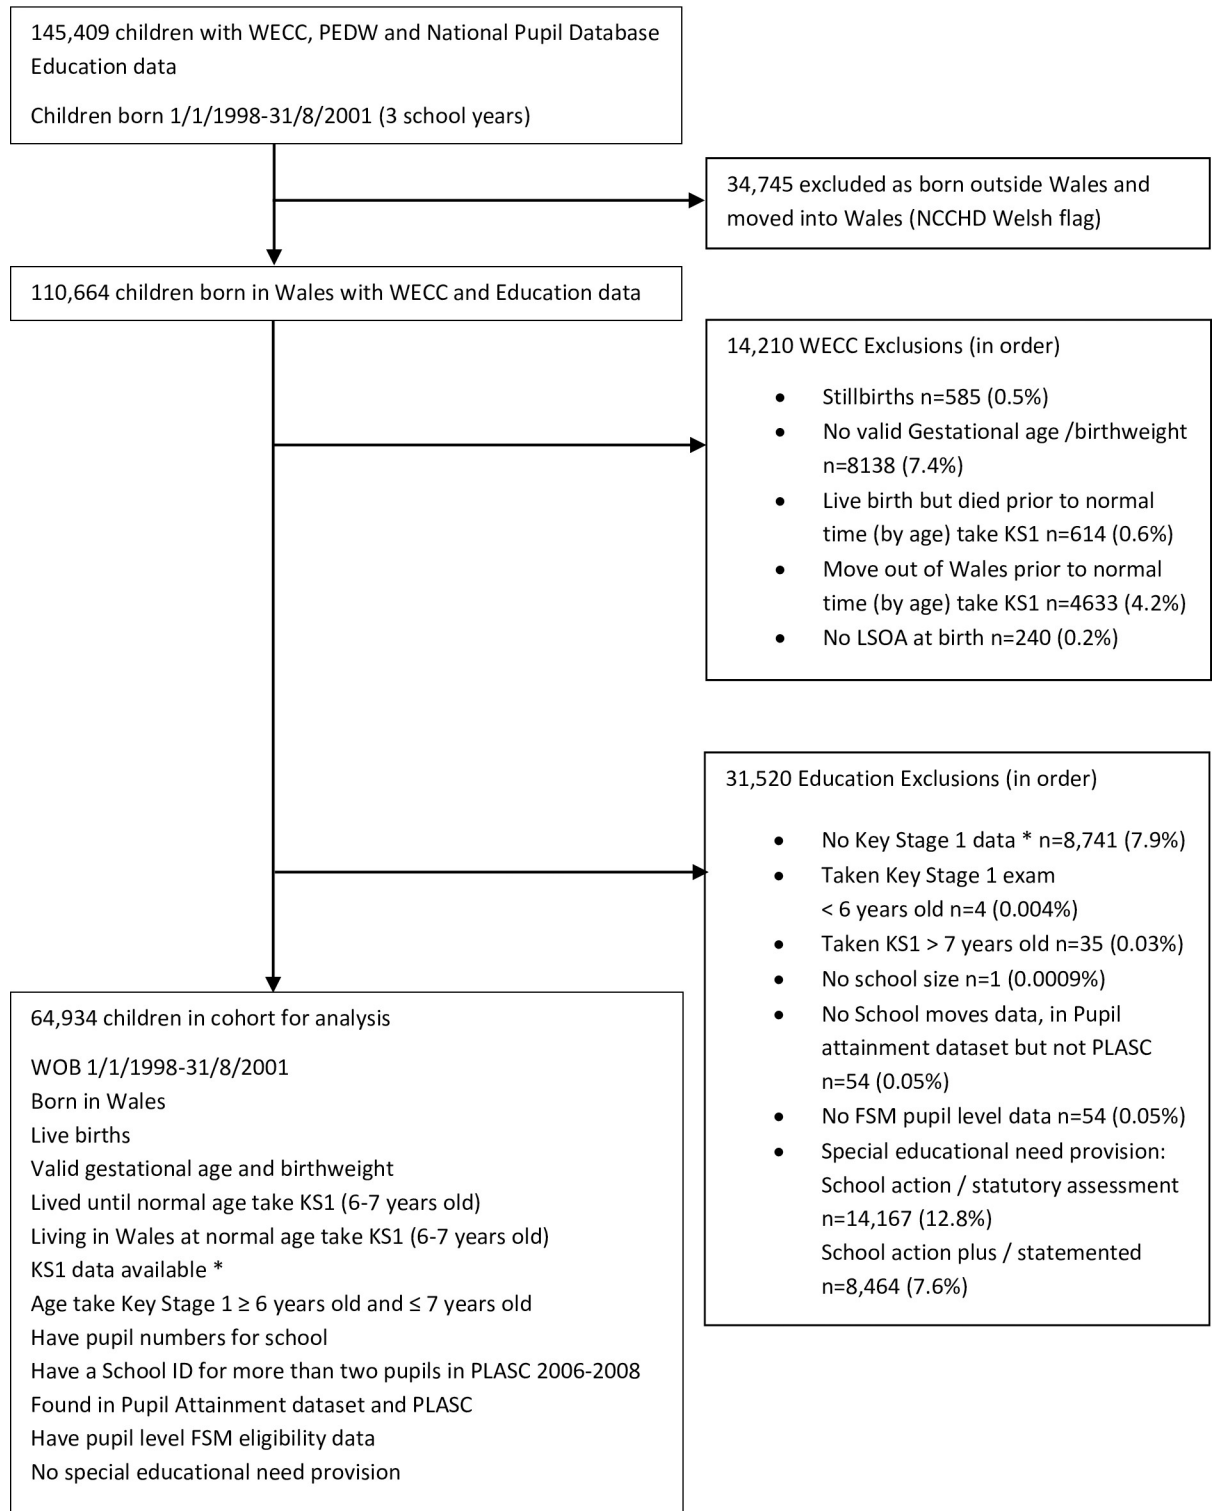 145,409 children with WECC, PEDW and National Pupil Database
Education data
Children born 1/1/1998-31/8/2001 (3 school years)
34,745 excluded as born outside Wales and
moved into Wales (NCCHD Welsh flag)
110,664 children born in Wales with WECC and Education data
14,210 WECC Exclusions (in order)
• Stillbirths n=585 (0.5%)
• No valid Gestational age /birthweight
n=8138 (7.4%)
• Live birth but died prior to normal
time (by age) take KS1 n=614 (0.6%)
• Move out of Wales prior to normal
time (by age) take KS1 n=4633 (4.2%)
• No LSOA at birth n=240 (0.2%)
31,520 Education Exclusions (in order)
• No Key Stage 1 data * n=8,741 (7.9%)
• Taken Key Stage 1 exam
< 6 years old n=4 (0.004%)
• Taken KS1 > 7 years old n=35 (0.03%)
• No school size n=1 (0.0009%)
• No School moves data, in Pupil
attainment dataset but not PLASC
n=54 (0.05%)
• No FSM pupil level data n=54 (0.05%)
• Special educational need provision:
School action / statutory assessment
n=14,167 (12.8%)
School action plus / statemented
n=8,464 (7.6%)
64,934 children in cohort for analysis
WOB 1/1/1998-31/8/2001
Born in Wales
Live births
Valid gestational age and birthweight
Lived until normal age take KS1 (6-7 years old)
Living in Wales at normal age take KS1 (6-7 years old)
KS1 data available *
Age take Key Stage 1 ≥ 6 years old and ≤ 7 years old
Have pupil numbers for school
Have a School ID for more than two pupils in PLASC 2006-2008
Found in Pupil Attainment dataset and PLASC
Have pupil level FSM eligibility data
No special educational need provision